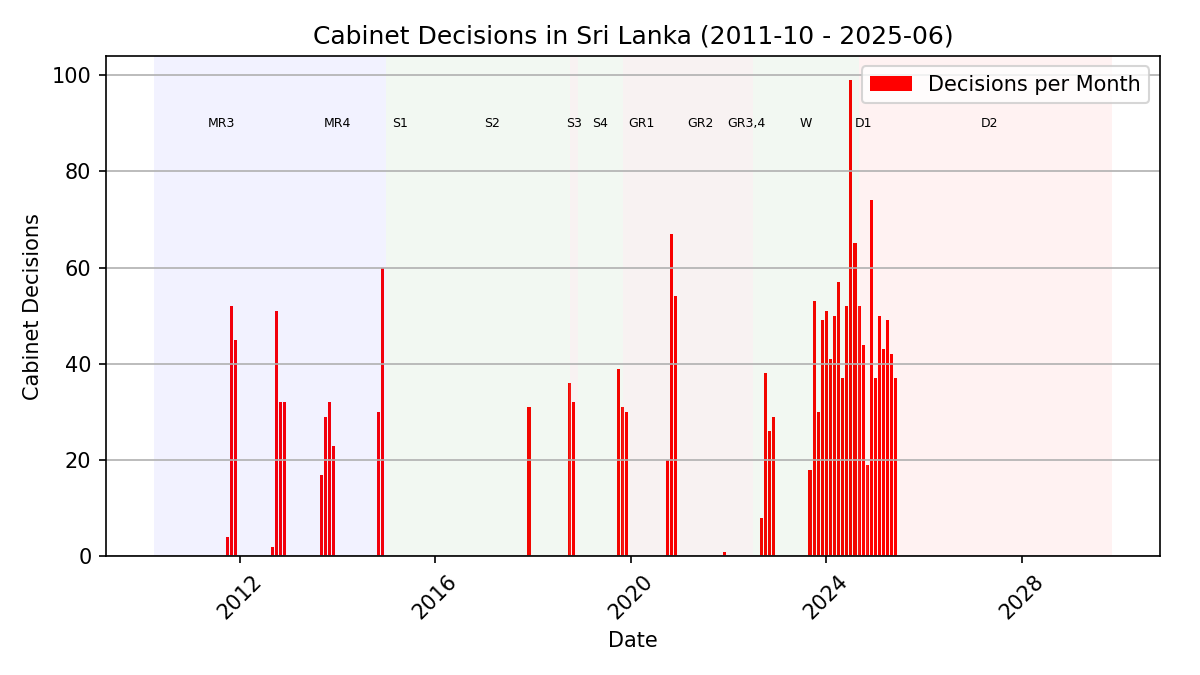 Cabinet Decisions in Sri Lanka (2011-10 - 2025-06)
Decisions per Month
MR3 MR4 S1 S2 S3 S4 GR1 GR2 GR3,4 W D1 D2
Cabinet Decisions
100
80
60
40
20
0
2012 2016 2020 2024 2028
Date